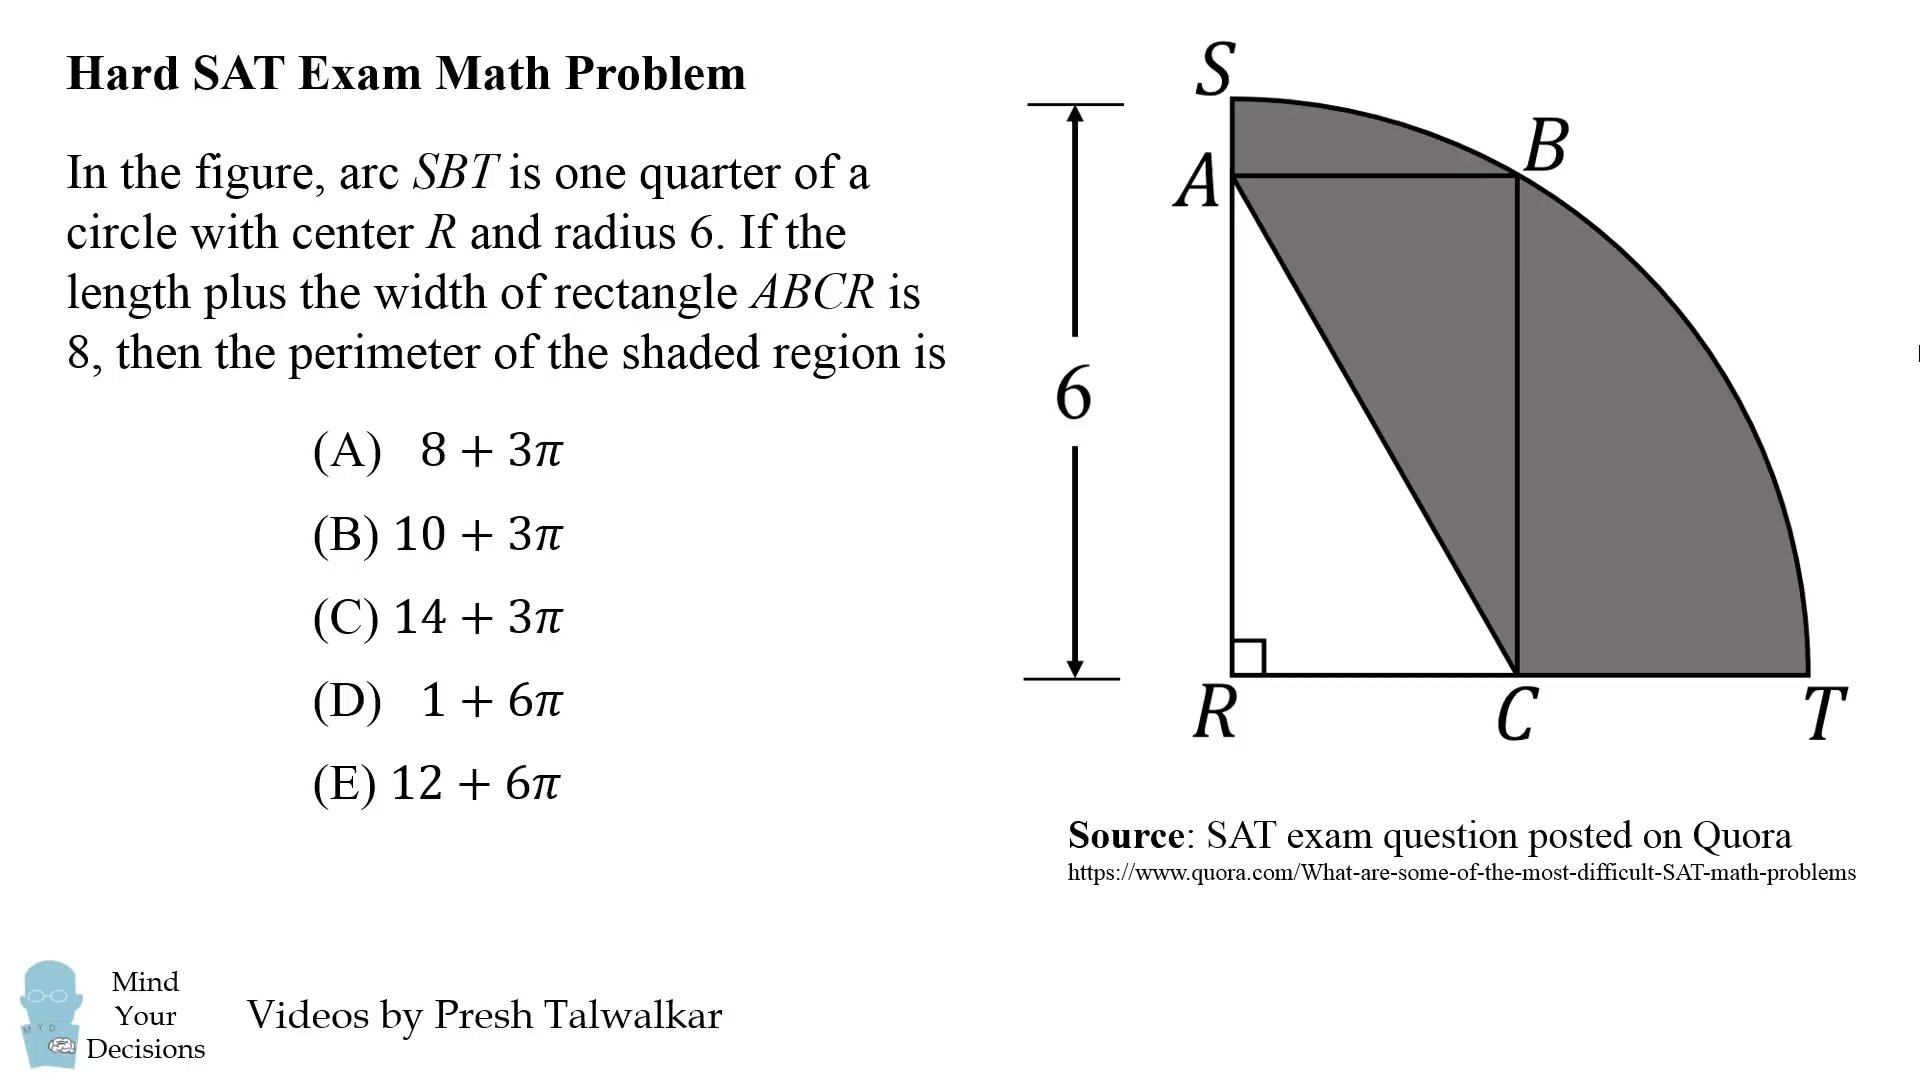 Hard SAT Exam Math Problem
In the figure, arc SBT is one quarter of a
circle with center R and radius 6. If the
length plus the width of rectangle ABCR is
8, then the perimeter of the shaded region is
(A) 8 + 3π
(B) 10 + 3π
(C) 14 + 3π
(D) 1 + 6π
(E) 12 + 6π
S
B
A
6
R
C
T
Source: SAT exam question posted on Quora
https://www.quora.com/What-are-some-of-the-most-difficult-SAT-math-problems
M Y D
Mind
Your
Decisions
Videos by Presh Talwalkar